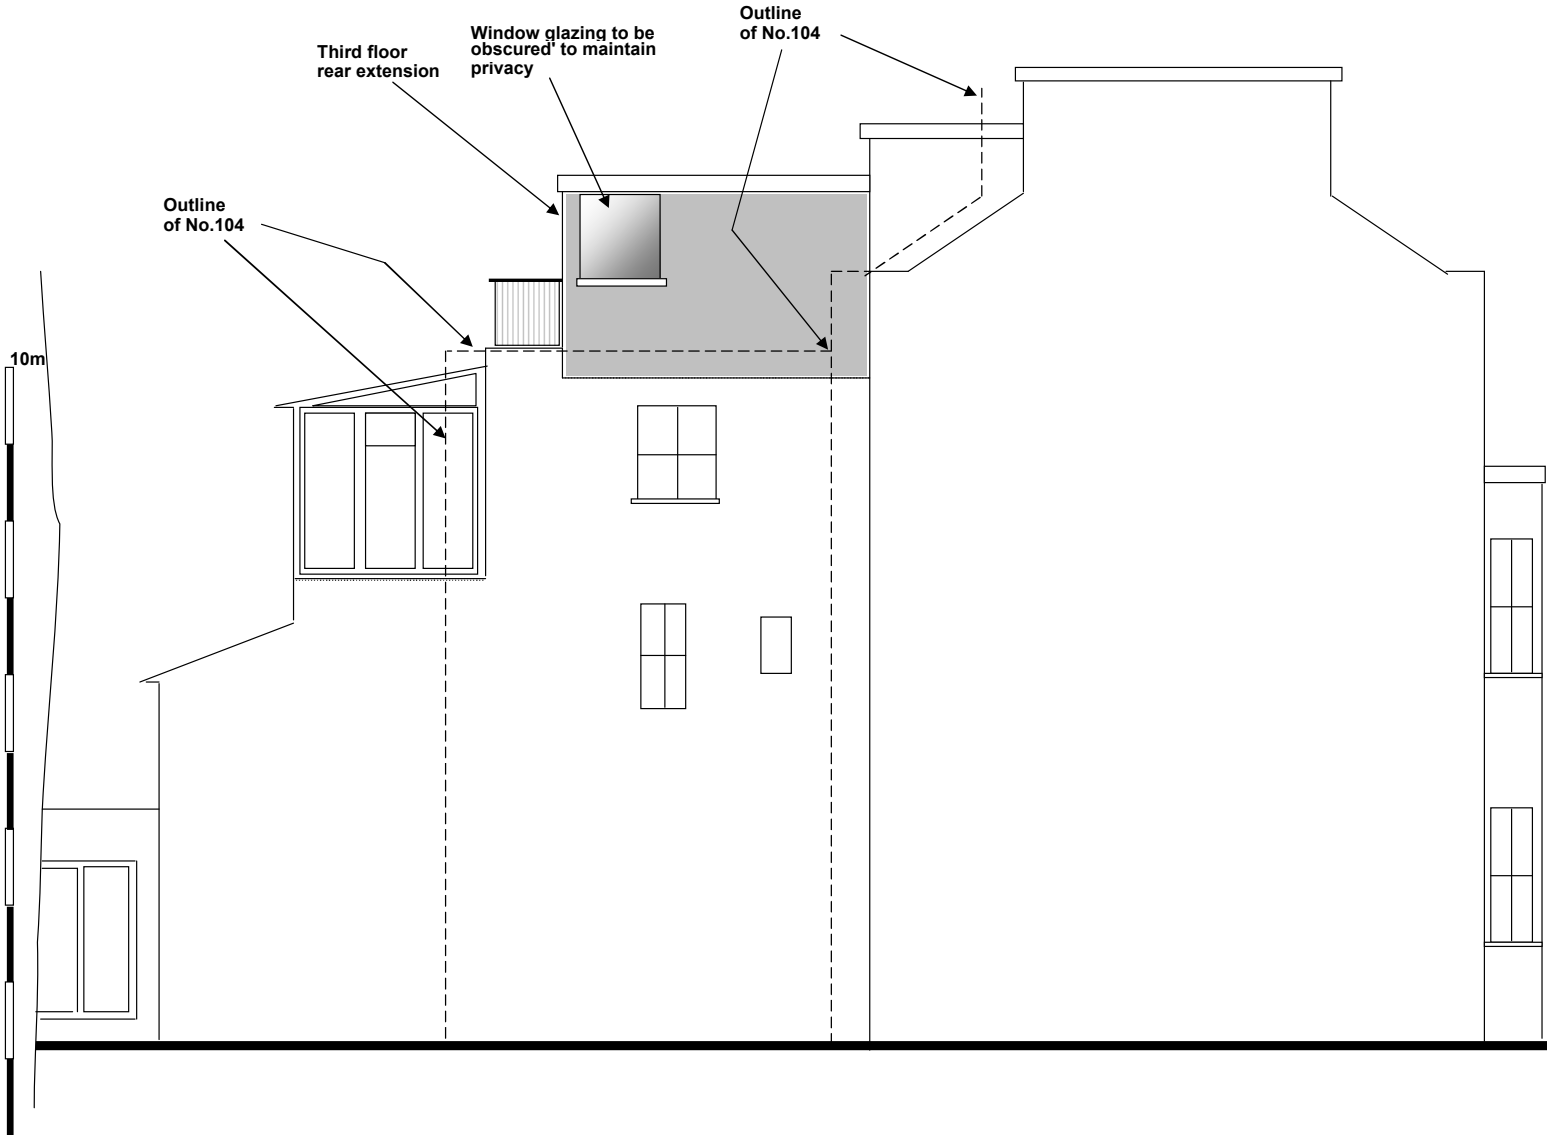 Outline
of No.104
Window glazing to be
obscured' to maintain
privacy
Third floor
rear extension
Outline
of No.104
10m